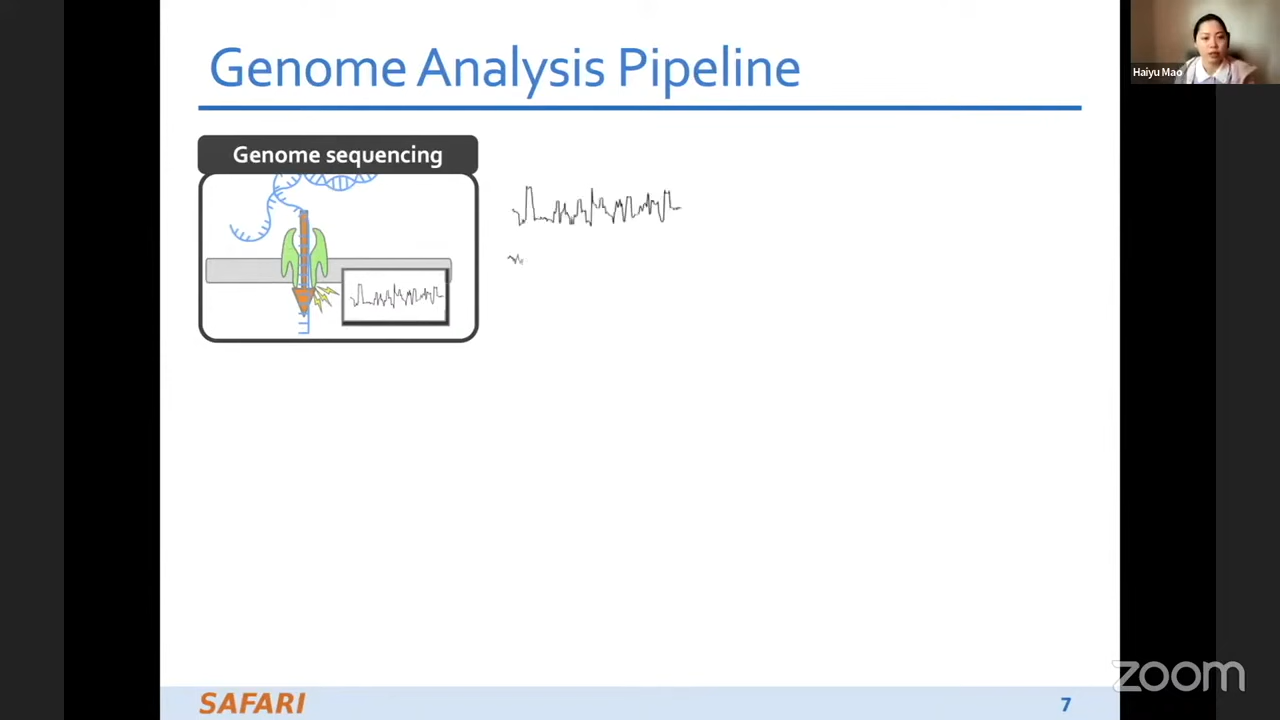 Genome Analysis Pipeline
Haiyu Mao
Genome sequencing
SAFARI
7
zoom